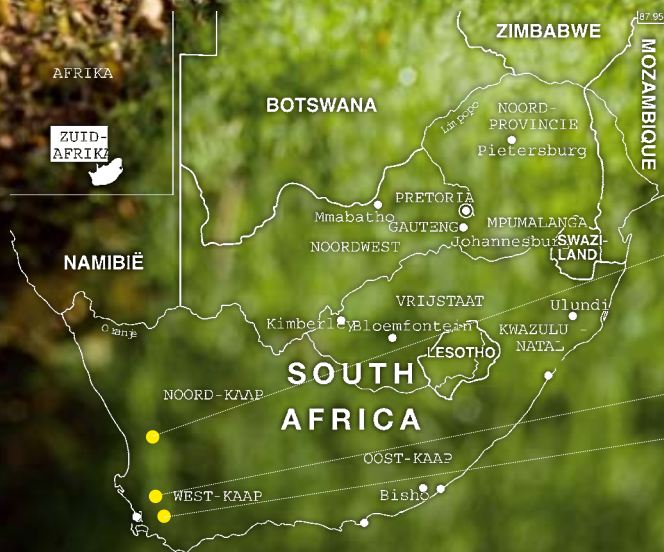 87 95
ZIMBABWE
MOZAMBIQUE
AFRIKA
BOTSWANA
Limpopo
NOORD-
PROVINCIE
Pietersburg
ZUID-
AFRIKA
PRETORIA
Mmabatho
GAUTENG
MPUMALANGA
Johannesburg
NOORDWEST
SWAZI-
LLAND
NAMIBIË
VRIJSTAAT
Ulundi
Oranje
Kimberley
Bloemfontein
KWAZULU -
NATAL
LESOTHO
SOUTH
AFRICA
NOORD-KAAP
OOST-KAAP
WEST-KAAP
Bisho